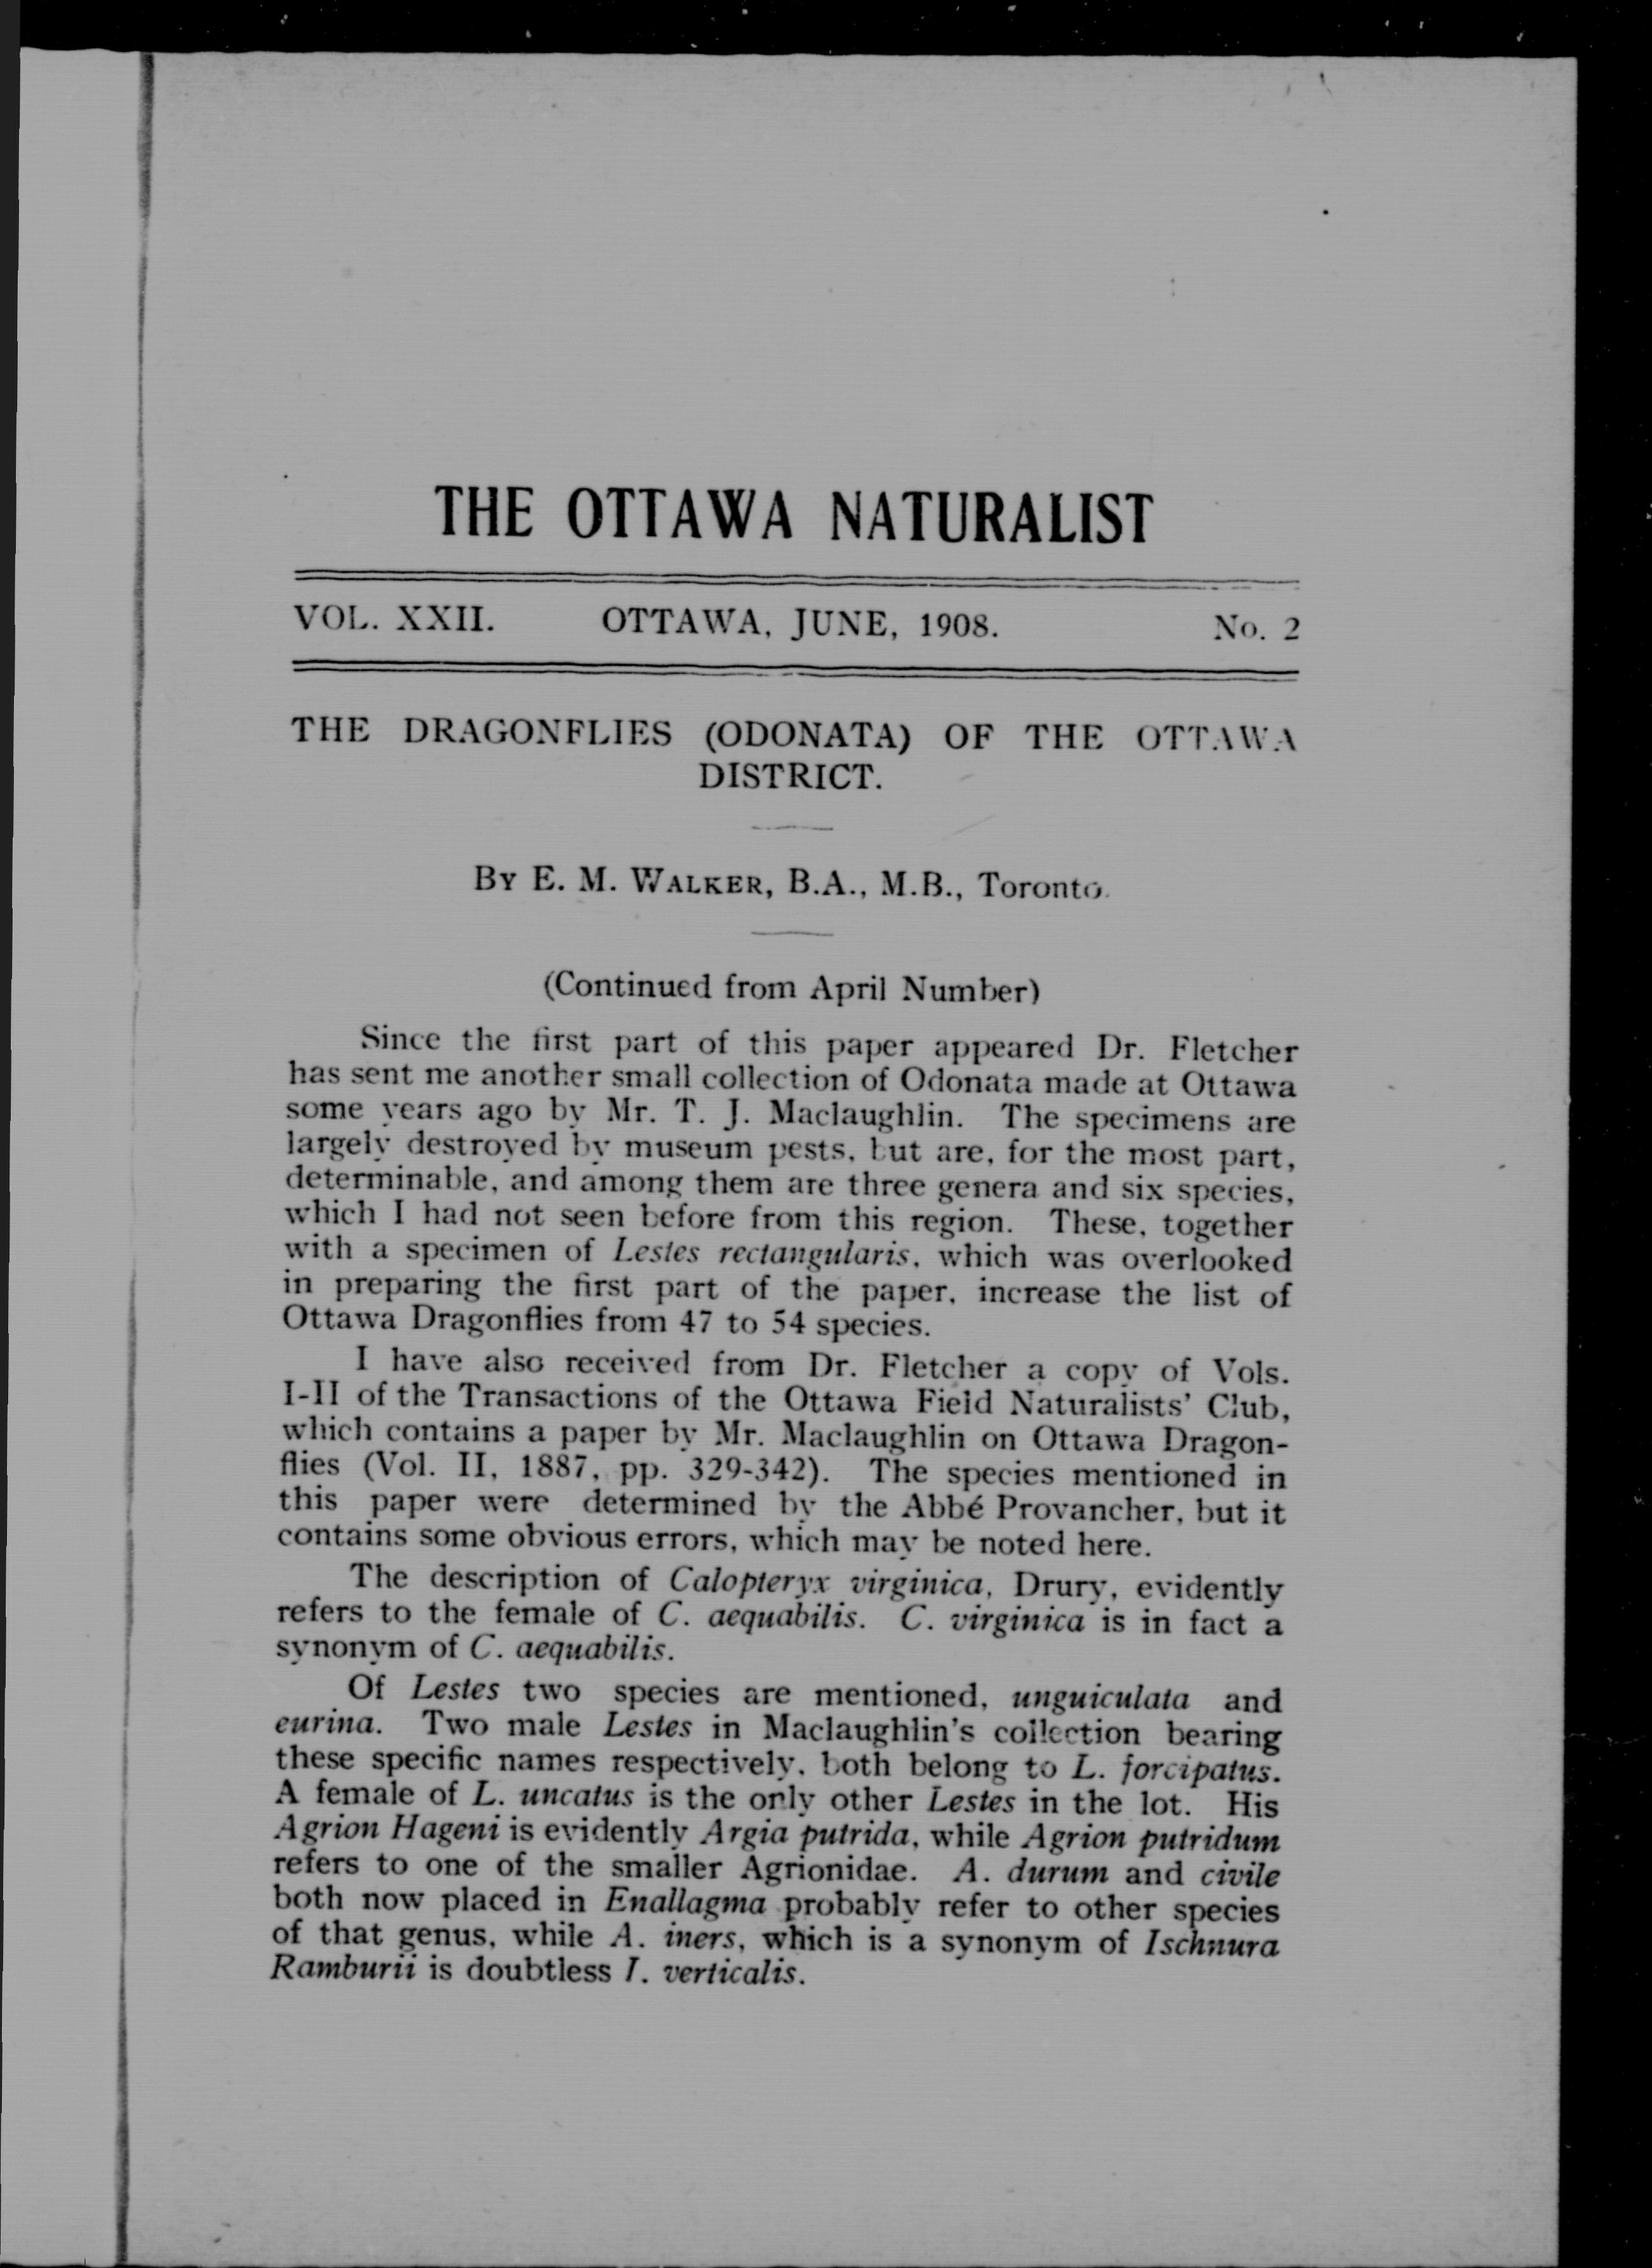 THE OTTAWA NATURALIST
VOL. XXII. OTTAWA, JUNE, 1908. No. 2
THE DRAGONFLIES (ODONATA) OF THE OTTAWA
DISTRICT.
By E. M. Walker, B.A., M.B., Toronto.
(Continued from April Number)
Since the first part of this paper appeared Dr. Fletcher
has sent me another small collection of Odonata made at Ottawa
some years ago by Mr. T. J. Maclaughlin. The specimens are
largely destroyed by museum pests, but are, for the most part,
determinable, and among them are three genera and six species,
which I had not seen before from this region. These, together
with a specimen of Lestes rectangularis, which was overlooked
in preparing the first part of the paper, increase the list of
Ottawa Dragonflies from 47 to 54 species.
I have also received from Dr. Fletcher a copy of Vols.
I-II of the Transactions of the Ottawa Field Naturalists' Club,
which contains a paper by Mr. Maclaughlin on Ottawa Dragon-
flies (Vol. II, 1887, pp. 329-342). The species mentioned in
this paper were determined by the Abbé Provancher, but it
contains some obvious errors, which may be noted here.
The description of Calopteryx virginica, Drury, evidently
refers to the female of C. aequabilis. C. virginica is in fact a
synonym of C. aequabilis.
Of Lestes two species are mentioned, unguiculata and
eurina. Two male Lestes in Maclaughlin's collection bearing
these specific names respectively, both belong to L. forcipatus.
A female of L. uncatus is the only other Lestes in the lot. His
Agrion Hageni is evidently Argia putrida, while Agrion putridum
refers to one of the smaller Agrionidae. A. durum and civile
both now placed in Enallagma probably refer to other species
of that genus, while A. iners, which is a synonym of Ischnura
Ramburii is doubtless I. verticalis.